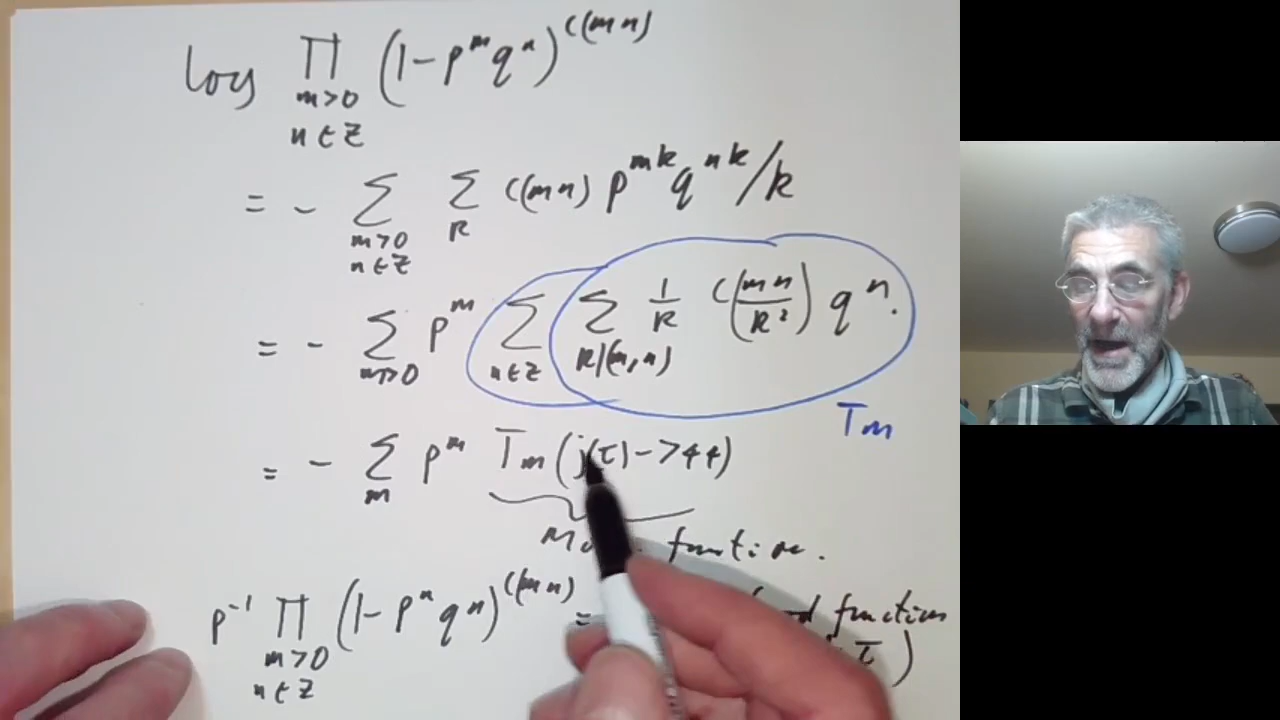 log ∏ (1 - p^m q^n)^{c(mn)}
m>0
n∈Z
= - ∑ ∑ c(mn) p^{mk} q^{nk}/k
m>0 k
n∈Z
= - ∑ p^m ∑ ∑ 1/k c(mn/k²) q^n.
m>0 n∈Z k|(m,n)
Tm
= - ∑ p^m Tm(j(τ) - 744)
m
function.
p^{-1} ∏ (1 - p^n q^n)^{c(mn)} = functions
m>0 τ)
n∈Z